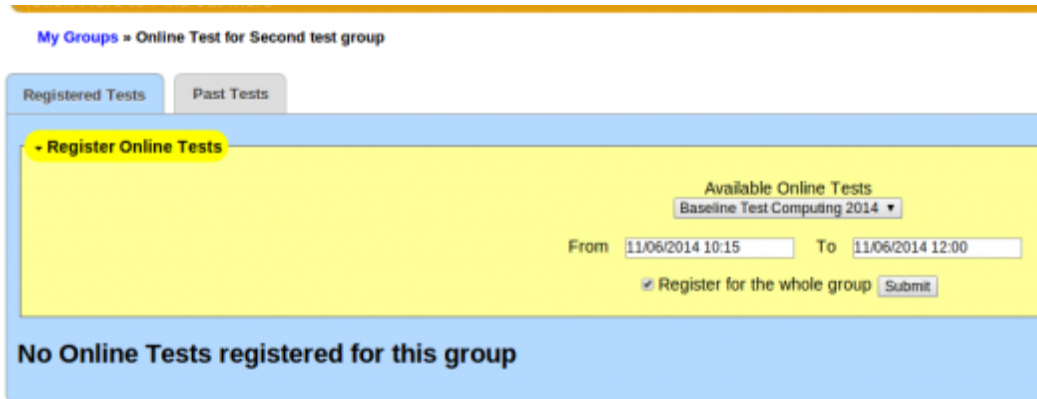 My Groups » Online Test for Second test group
Registered Tests Past Tests
Register Online Tests
Available Online Tests
Baseline Test Computing 2014
From 11/06/2014 10:15 To 11/06/2014 12:00
Register for the whole group Submit
No Online Tests registered for this group